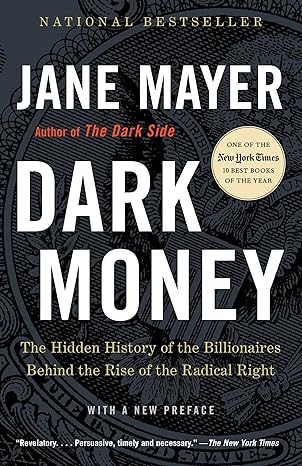 NATIONAL BESTSELLER
JANE MAYER
Author of The Dark Side
ONE OF THE
New York Times
10 BEST BOOKS
OF THE YEAR
DARK
MONEY
The Hidden History of the Billionaires
Behind the Rise of the Radical Right
WITH A NEW PREFACE
"Revelatory. . . . Persuasive, timely and necessary." —The New York Times